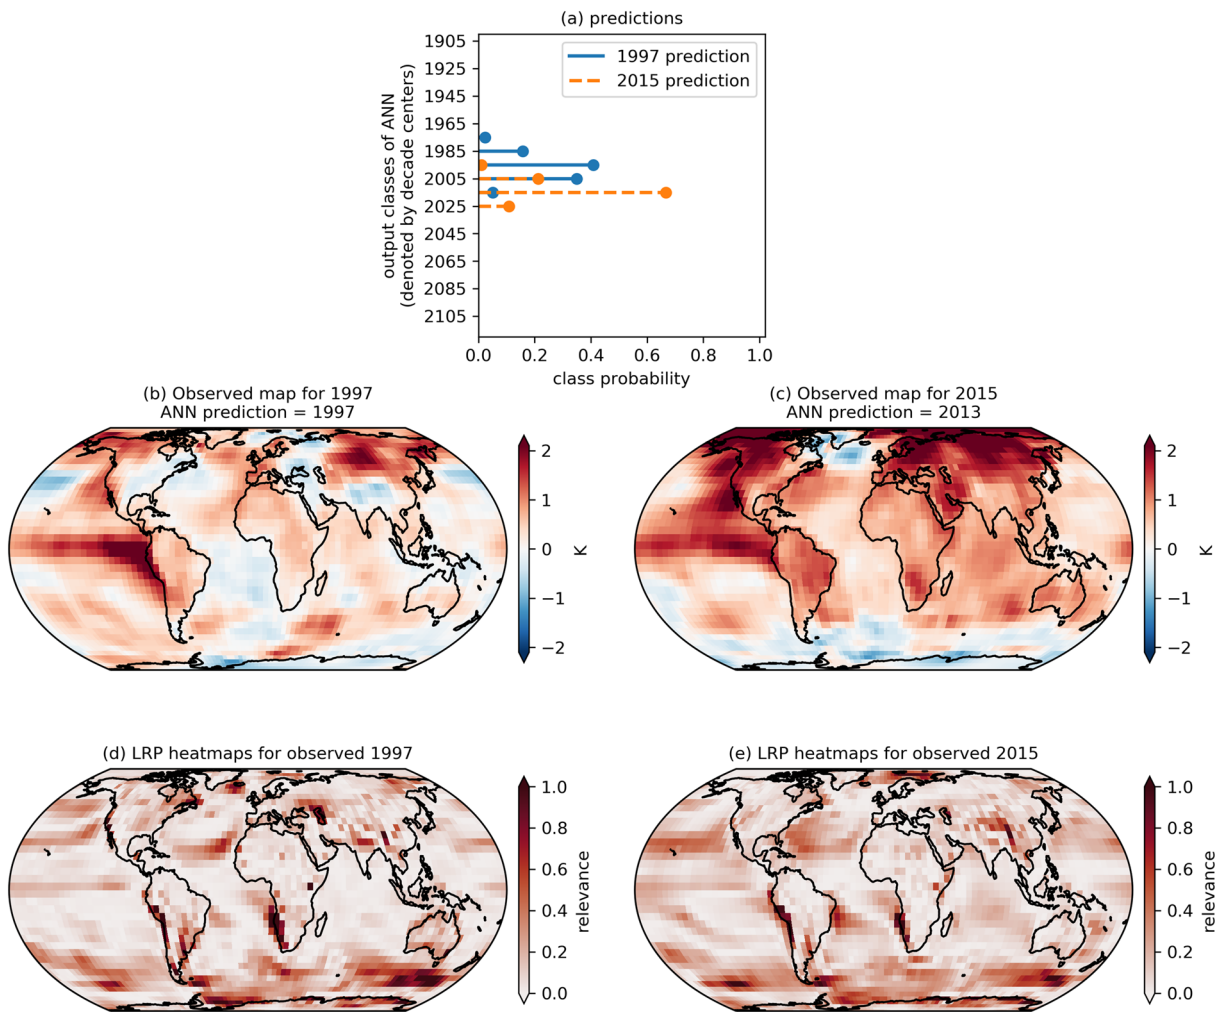 (a) predictions
1905
1925
1945
1965
1985
2005
2025
2045
2065
2085
2105
output classes of ANN
(denoted by decade centers)
1997 prediction
2015 prediction
0.0 0.2 0.4 0.6 0.8 1.0
class probability
(b) Observed map for 1997
ANN prediction = 1997
2
1
0
−1
−2
K
(c) Observed map for 2015
ANN prediction = 2013
2
1
0
−1
−2
K
(d) LRP heatmaps for observed 1997
1.0
0.8
0.6
0.4
0.2
0.0
relevance
(e) LRP heatmaps for observed 2015
1.0
0.8
0.6
0.4
0.2
0.0
relevance